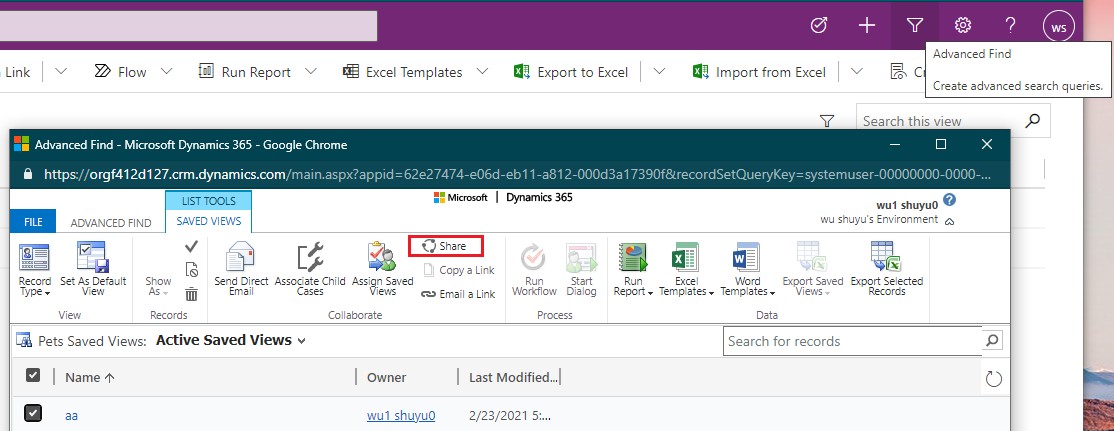 ws
Advanced Find
Create advanced search queries.
Link
Flow
Run Report
Excel Templates
Export to Excel
Import from Excel
Search this view
Advanced Find - Microsoft Dynamics 365 - Google Chrome
https://orgf412d127.crm.dynamics.com/main.aspx?appid=62e27474-e06d-eb11-a812-000d3a17390f&recordSetQueryKey=systemuser-00000000-0000-...
Microsoft | Dynamics 365
wu1 shuyu0
wu shuyu's Environment
LIST TOOLS
FILE ADVANCED FIND SAVED VIEWS
Record Type
Set As Default View
View
Show As
Records
Send Direct Email
Associate Child Cases
Assign Saved Views
Share
Copy a Link
Email a Link
Collaborate
Run Workflow
Start Dialog
Process
Run Report
Excel Templates
Word Templates
Export Saved Views
Export Selected Records
Data
Pets Saved Views: Active Saved Views
Search for records
Name Owner Last Modified...
aa wu1 shuyu0 2/23/2021 5:...